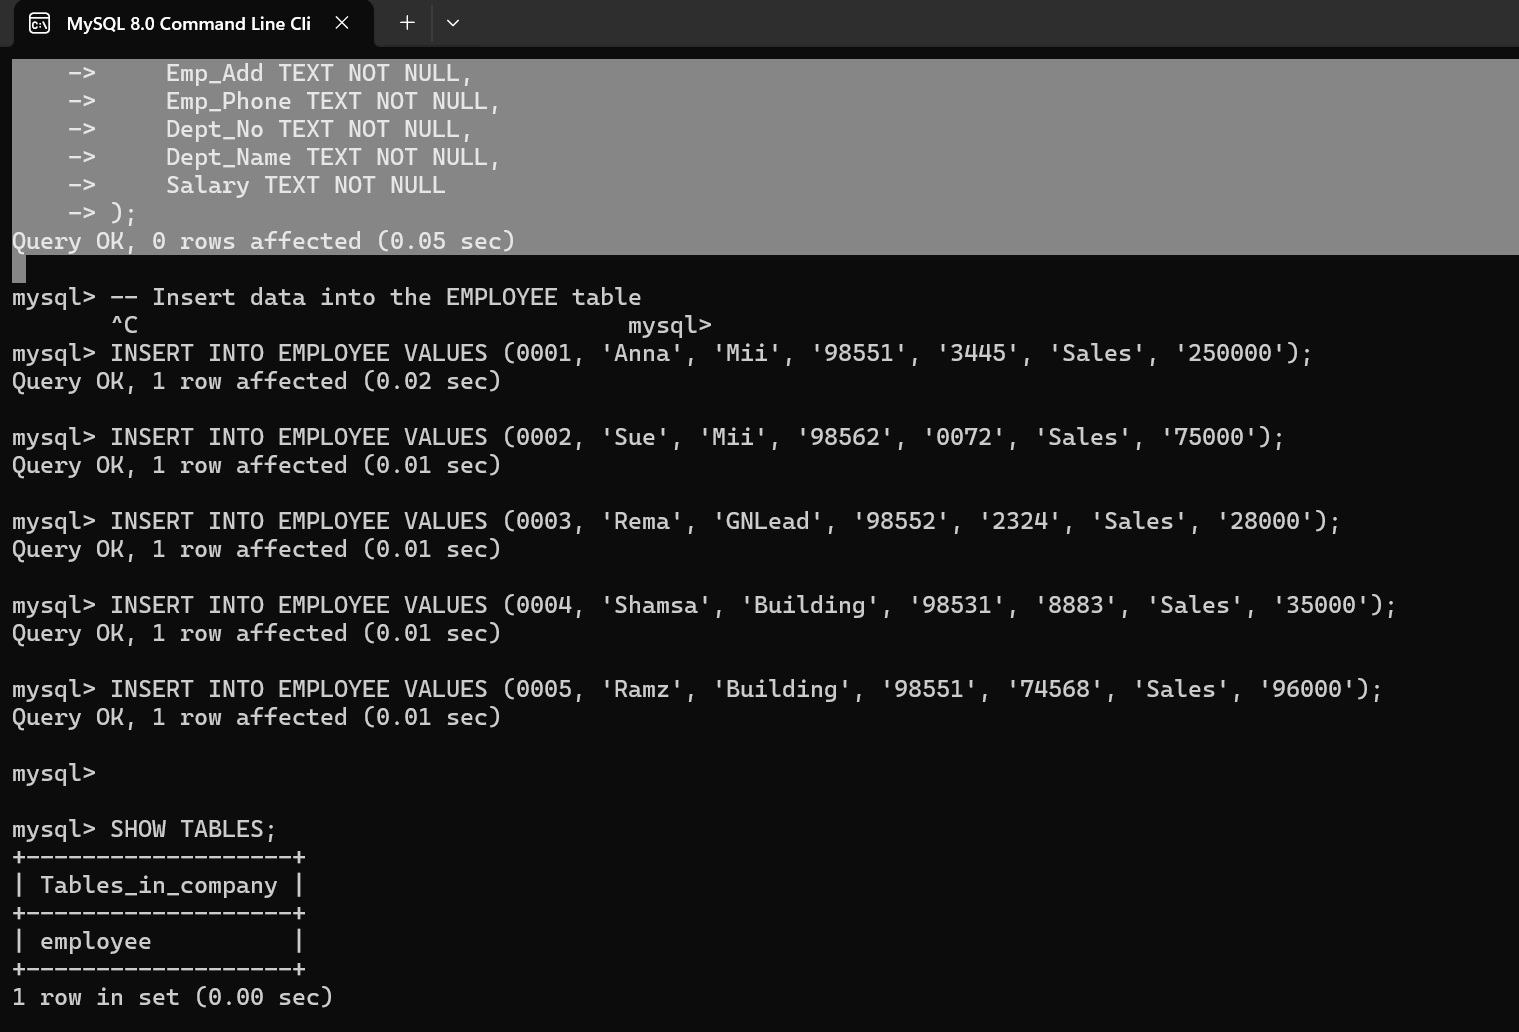 MySQL 8.0 Command Line Cli
-> Emp_Add TEXT NOT NULL,
-> Emp_Phone TEXT NOT NULL,
-> Dept_No TEXT NOT NULL,
-> Dept_Name TEXT NOT NULL,
-> Salary TEXT NOT NULL
-> );
Query OK, 0 rows affected (0.05 sec)
mysql> -- Insert data into the EMPLOYEE table
^C mysql>
mysql> INSERT INTO EMPLOYEE VALUES (0001, 'Anna', 'Mii', '98551', '3445', 'Sales', '250000');
Query OK, 1 row affected (0.02 sec)
mysql> INSERT INTO EMPLOYEE VALUES (0002, 'Sue', 'Mii', '98562', '0072', 'Sales', '75000');
Query OK, 1 row affected (0.01 sec)
mysql> INSERT INTO EMPLOYEE VALUES (0003, 'Rema', 'GNLead', '98552', '2324', 'Sales', '28000');
Query OK, 1 row affected (0.01 sec)
mysql> INSERT INTO EMPLOYEE VALUES (0004, 'Shamsa', 'Building', '98531', '8883', 'Sales', '35000');
Query OK, 1 row affected (0.01 sec)
mysql> INSERT INTO EMPLOYEE VALUES (0005, 'Ramz', 'Building', '98551', '74568', 'Sales', '96000');
Query OK, 1 row affected (0.01 sec)
mysql>
mysql> SHOW TABLES;
+-------------------+
| Tables_in_company |
+-------------------+
| employee          |
+-------------------+
1 row in set (0.00 sec)